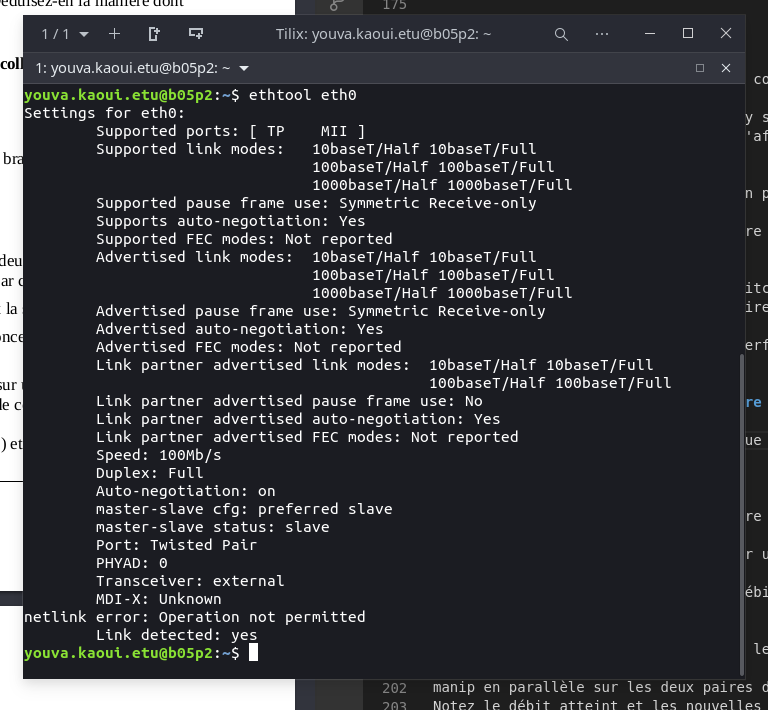 éduisez-en la manière dont
175
1 / 1
Tilix: youva.kaoui.etu@b05p2: ~
coll
1: youva.kaoui.etu@b05p2: ~
youva.kaoui.etu@b05p2:~$ ethtool eth0
Settings for eth0:
Supported ports: [ TP    MII ]
Supported link modes:   10baseT/Half 10baseT/Full
100baseT/Half 100baseT/Full
1000baseT/Half 1000baseT/Full
Supported pause frame use: Symmetric Receive-only
Supports auto-negotiation: Yes
Supported FEC modes: Not reported
Advertised link modes:  10baseT/Half 10baseT/Full
100baseT/Half 100baseT/Full
1000baseT/Half 1000baseT/Full
Advertised pause frame use: Symmetric Receive-only
Advertised auto-negotiation: Yes
Advertised FEC modes: Not reported
Link partner advertised link modes:  10baseT/Half 10baseT/Full
100baseT/Half 100baseT/Full
Link partner advertised pause frame use: No
Link partner advertised auto-negotiation: Yes
Link partner advertised FEC modes: Not reported
Speed: 100Mb/s
Duplex: Full
Auto-negotiation: on
master-slave cfg: preferred slave
master-slave status: slave
Port: Twisted Pair
PHYAD: 0
Transceiver: external
MDI-X: Unknown
netlink error: Operation not permitted
Link detected: yes
youva.kaoui.etu@b05p2:~$
202 manip en parallèle sur les deux paires d
203 Notez le débit atteint et les nouvelles